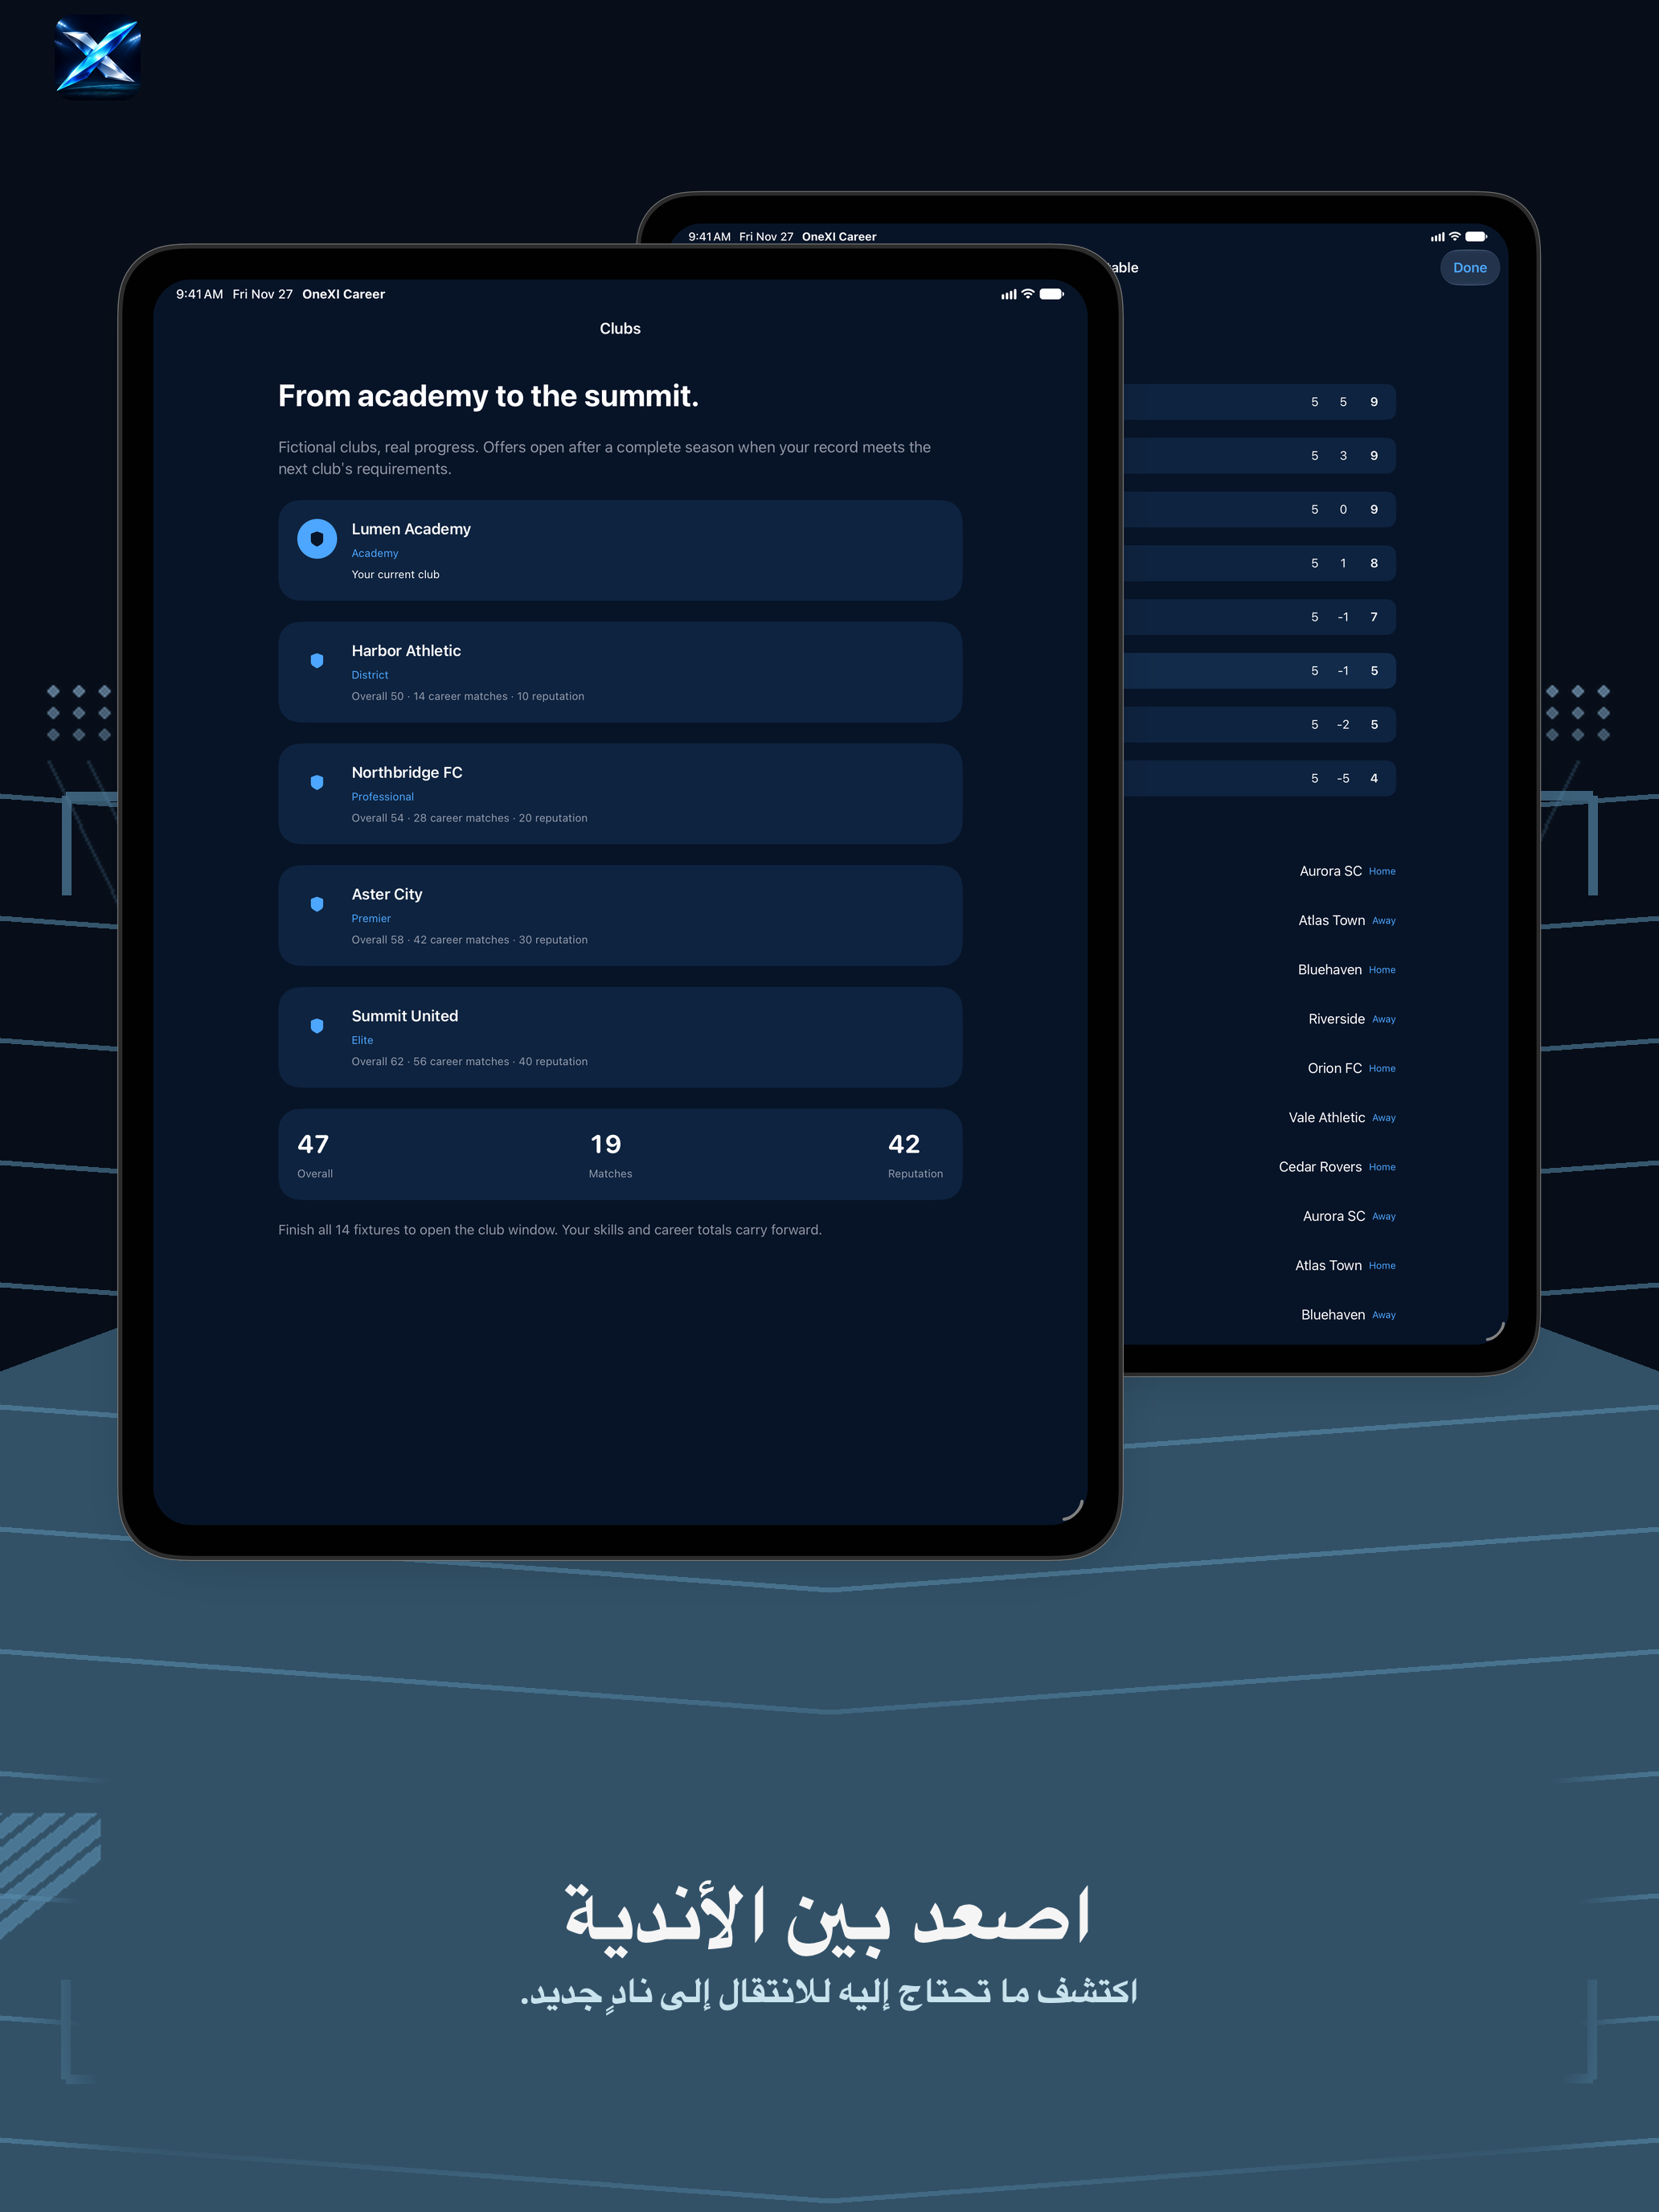 9:41 AM Fri Nov 27 OneXI Career
Done
5 5 9
5 3 9
5 0 9
5 1 8
5 -1 7
5 -1 5
5 -2 5
5 -5 4
Aurora SC Home
Atlas Town Away
Bluehaven Home
Riverside Away
Orion FC Home
Vale Athletic Away
Cedar Rovers Home
Aurora SC Away
Atlas Town Home
Bluehaven Away
9:41 AM Fri Nov 27 OneXI Career
Clubs
From academy to the summit.
Fictional clubs, real progress. Offers open after a complete season when your record meets the
next club's requirements.
Lumen Academy
Academy
Your current club
Harbor Athletic
District
Overall 50 · 14 career matches · 10 reputation
Northbridge FC
Professional
Overall 54 · 28 career matches · 20 reputation
Aster City
Premier
Overall 58 · 42 career matches · 30 reputation
Summit United
Elite
Overall 62 · 56 career matches · 40 reputation
47 19 42
Overall Matches Reputation
Finish all 14 fixtures to open the club window. Your skills and career totals carry forward.
اصعد بين الأندية
اكتشف ما تحتاج إليه للانتقال إلى نادٍ جديد.